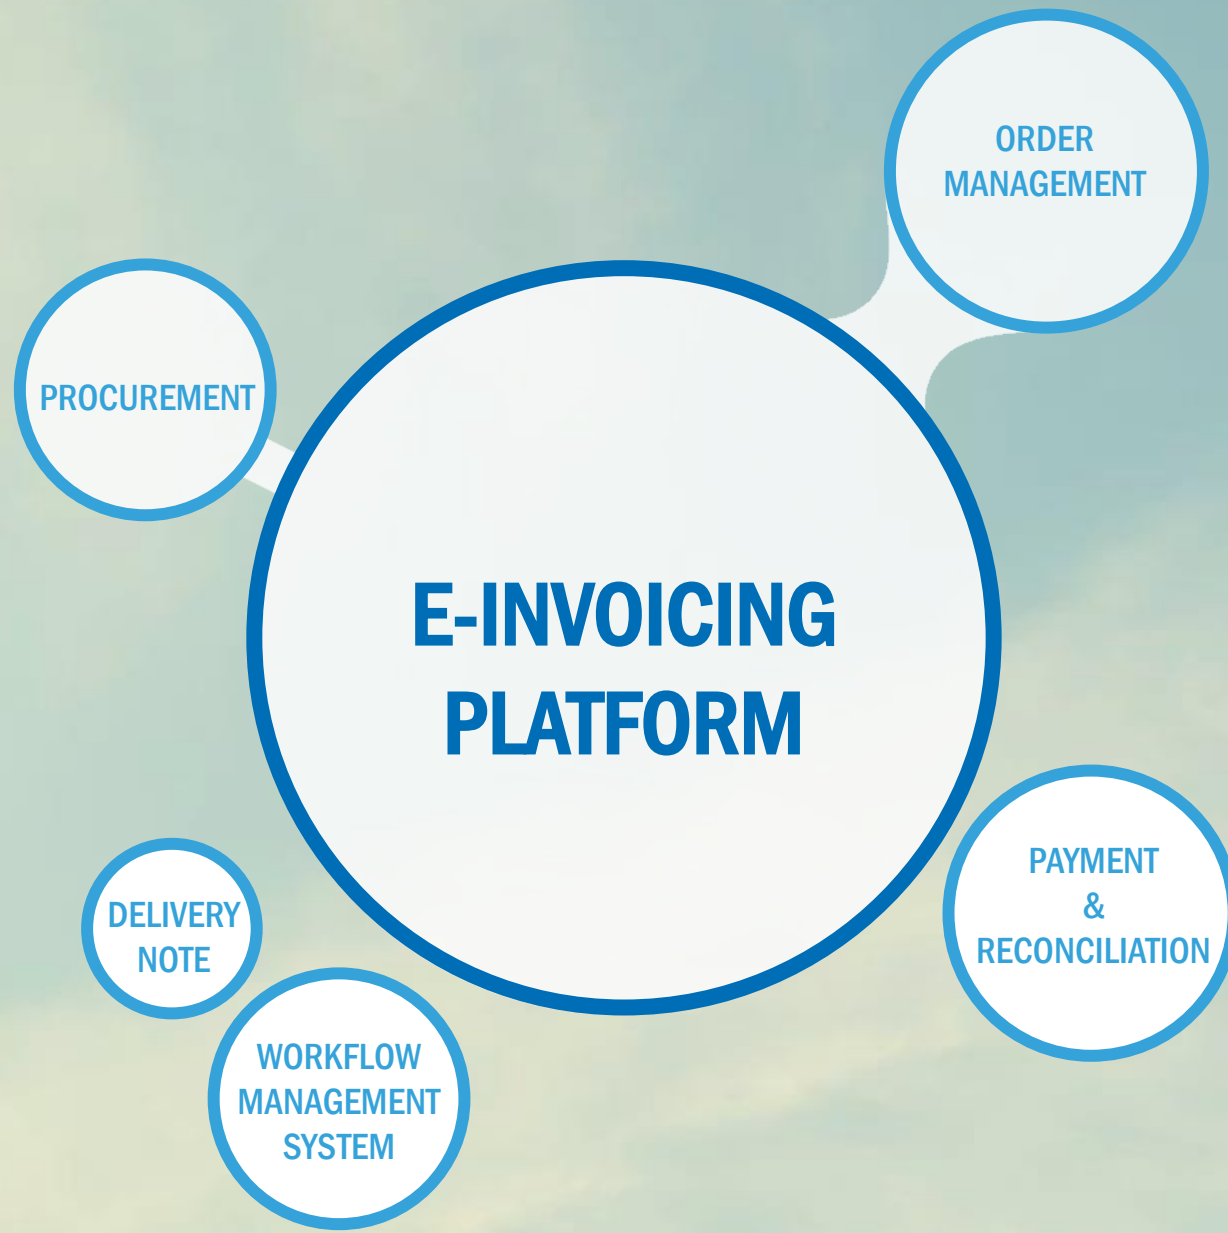 ORDER
MANAGEMENT
PROCUREMENT
E-INVOICING
PLATFORM
PAYMENT
&
RECONCILIATION
DELIVERY
NOTE
WORKFLOW
MANAGEMENT
SYSTEM